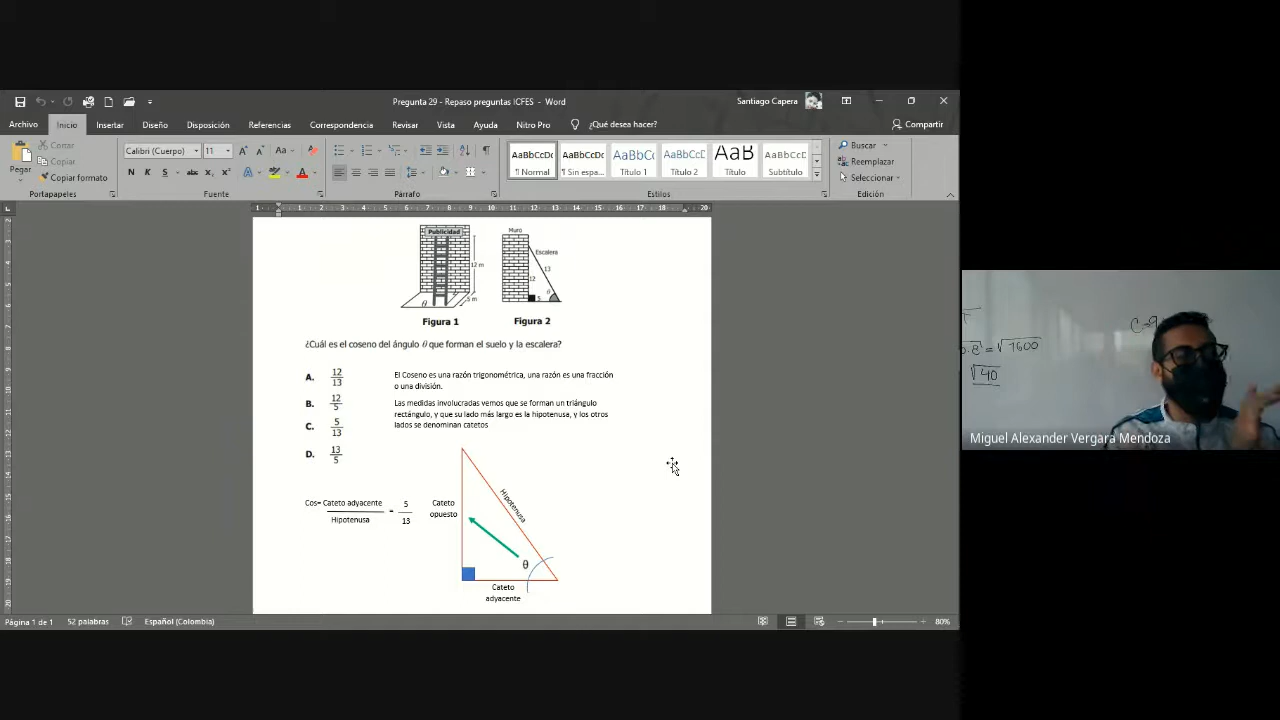 Pregunta 29 - Repaso preguntas ICFES - Word
Santiago Capera
Archivo Inicio Insertar Diseño Disposición Referencias Correspondencia Revisar Vista Ayuda Nitro Pro ¿Qué desea hacer? Compartir
Pegar
Cortar
Copiar
Copiar formato
Portapapeles
Calibri (Cuerpo) 11
N K S
Fuente
Párrafo
AaBbCcDc AaBbCcDc AaBbCc AaBbCcD AaB AaBbCcD
¶ Normal ¶ Sin espa... Título 1 Título 2 Título Subtítulo
Estilos
Buscar
Reemplazar
Seleccionar
Edición
Publicidad
12 m
5 m
θ
Figura 1
Muro
Escalera
13
12
θ
5
Figura 2
¿Cuál es el coseno del ángulo θ que forman el suelo y la escalera?
A. 12/13
B. 12/5
C. 5/13
D. 13/5
El Coseno es una razón trigonométrica, una razón es una fracción
o una división.
Las medidas involucradas vemos que se forman un triángulo
rectángulo, y que su lado más largo es la hipotenusa, y los otros
lados se denominan catetos
Cos= Cateto adyacente
Hipotenusa
= 5
13
Cateto
opuesto
Hipotenusa
θ
Cateto
adyacente
Página 1 de 1 52 palabras Español (Colombia) 80%
= √1600
√40
Miguel Alexander Vergara Mendoza